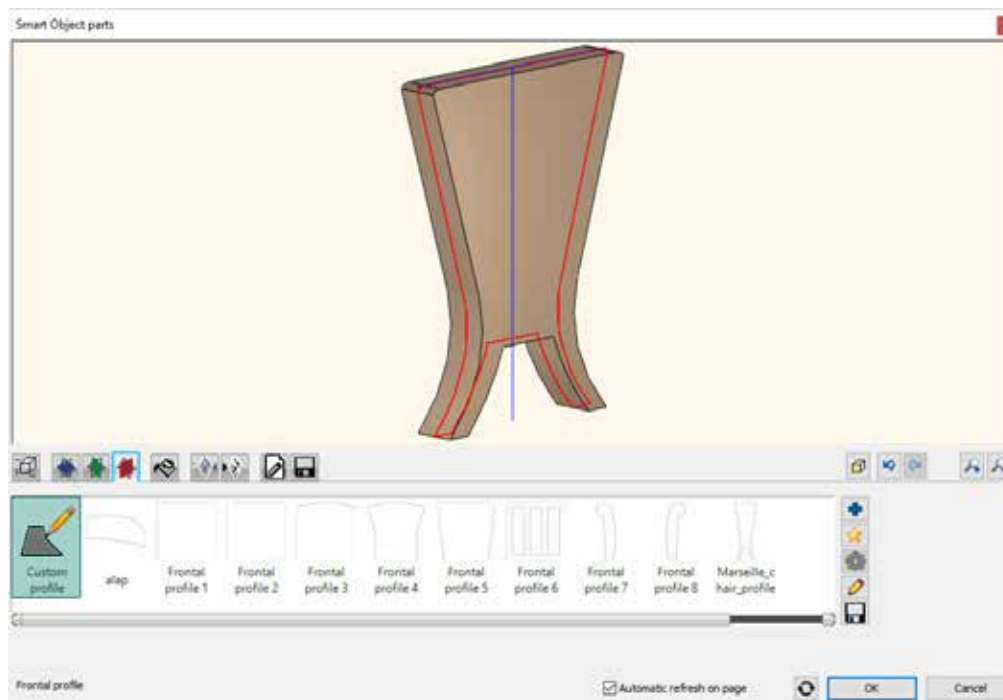 Smart Object parts
Custom
profile
alap
Frontal
profile 1
Frontal
profile 2
Frontal
profile 3
Frontal
profile 4
Frontal
profile 5
Frontal
profile 6
Frontal
profile 7
Frontal
profile 8
Marseille_c
hair_profile
Frontal profile
Automatic refresh on page
OK
Cancel